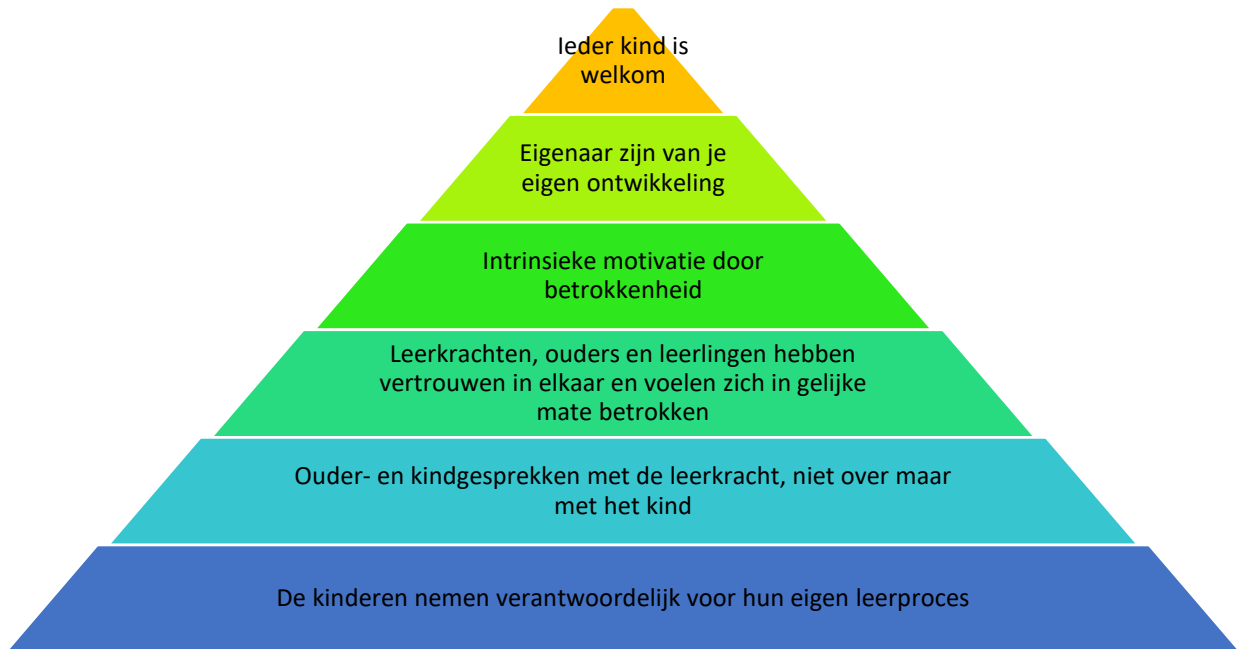 Ieder kind is
welkom
Eigenaar zijn van je
eigen ontwikkeling
Intrinsieke motivatie door
betrokkenheid
Leerkrachten, ouders en leerlingen hebben
vertrouwen in elkaar en voelen zich in gelijke
mate betrokken
Ouder- en kindgesprekken met de leerkracht, niet over maar
met het kind
De kinderen nemen verantwoordelijk voor hun eigen leerproces